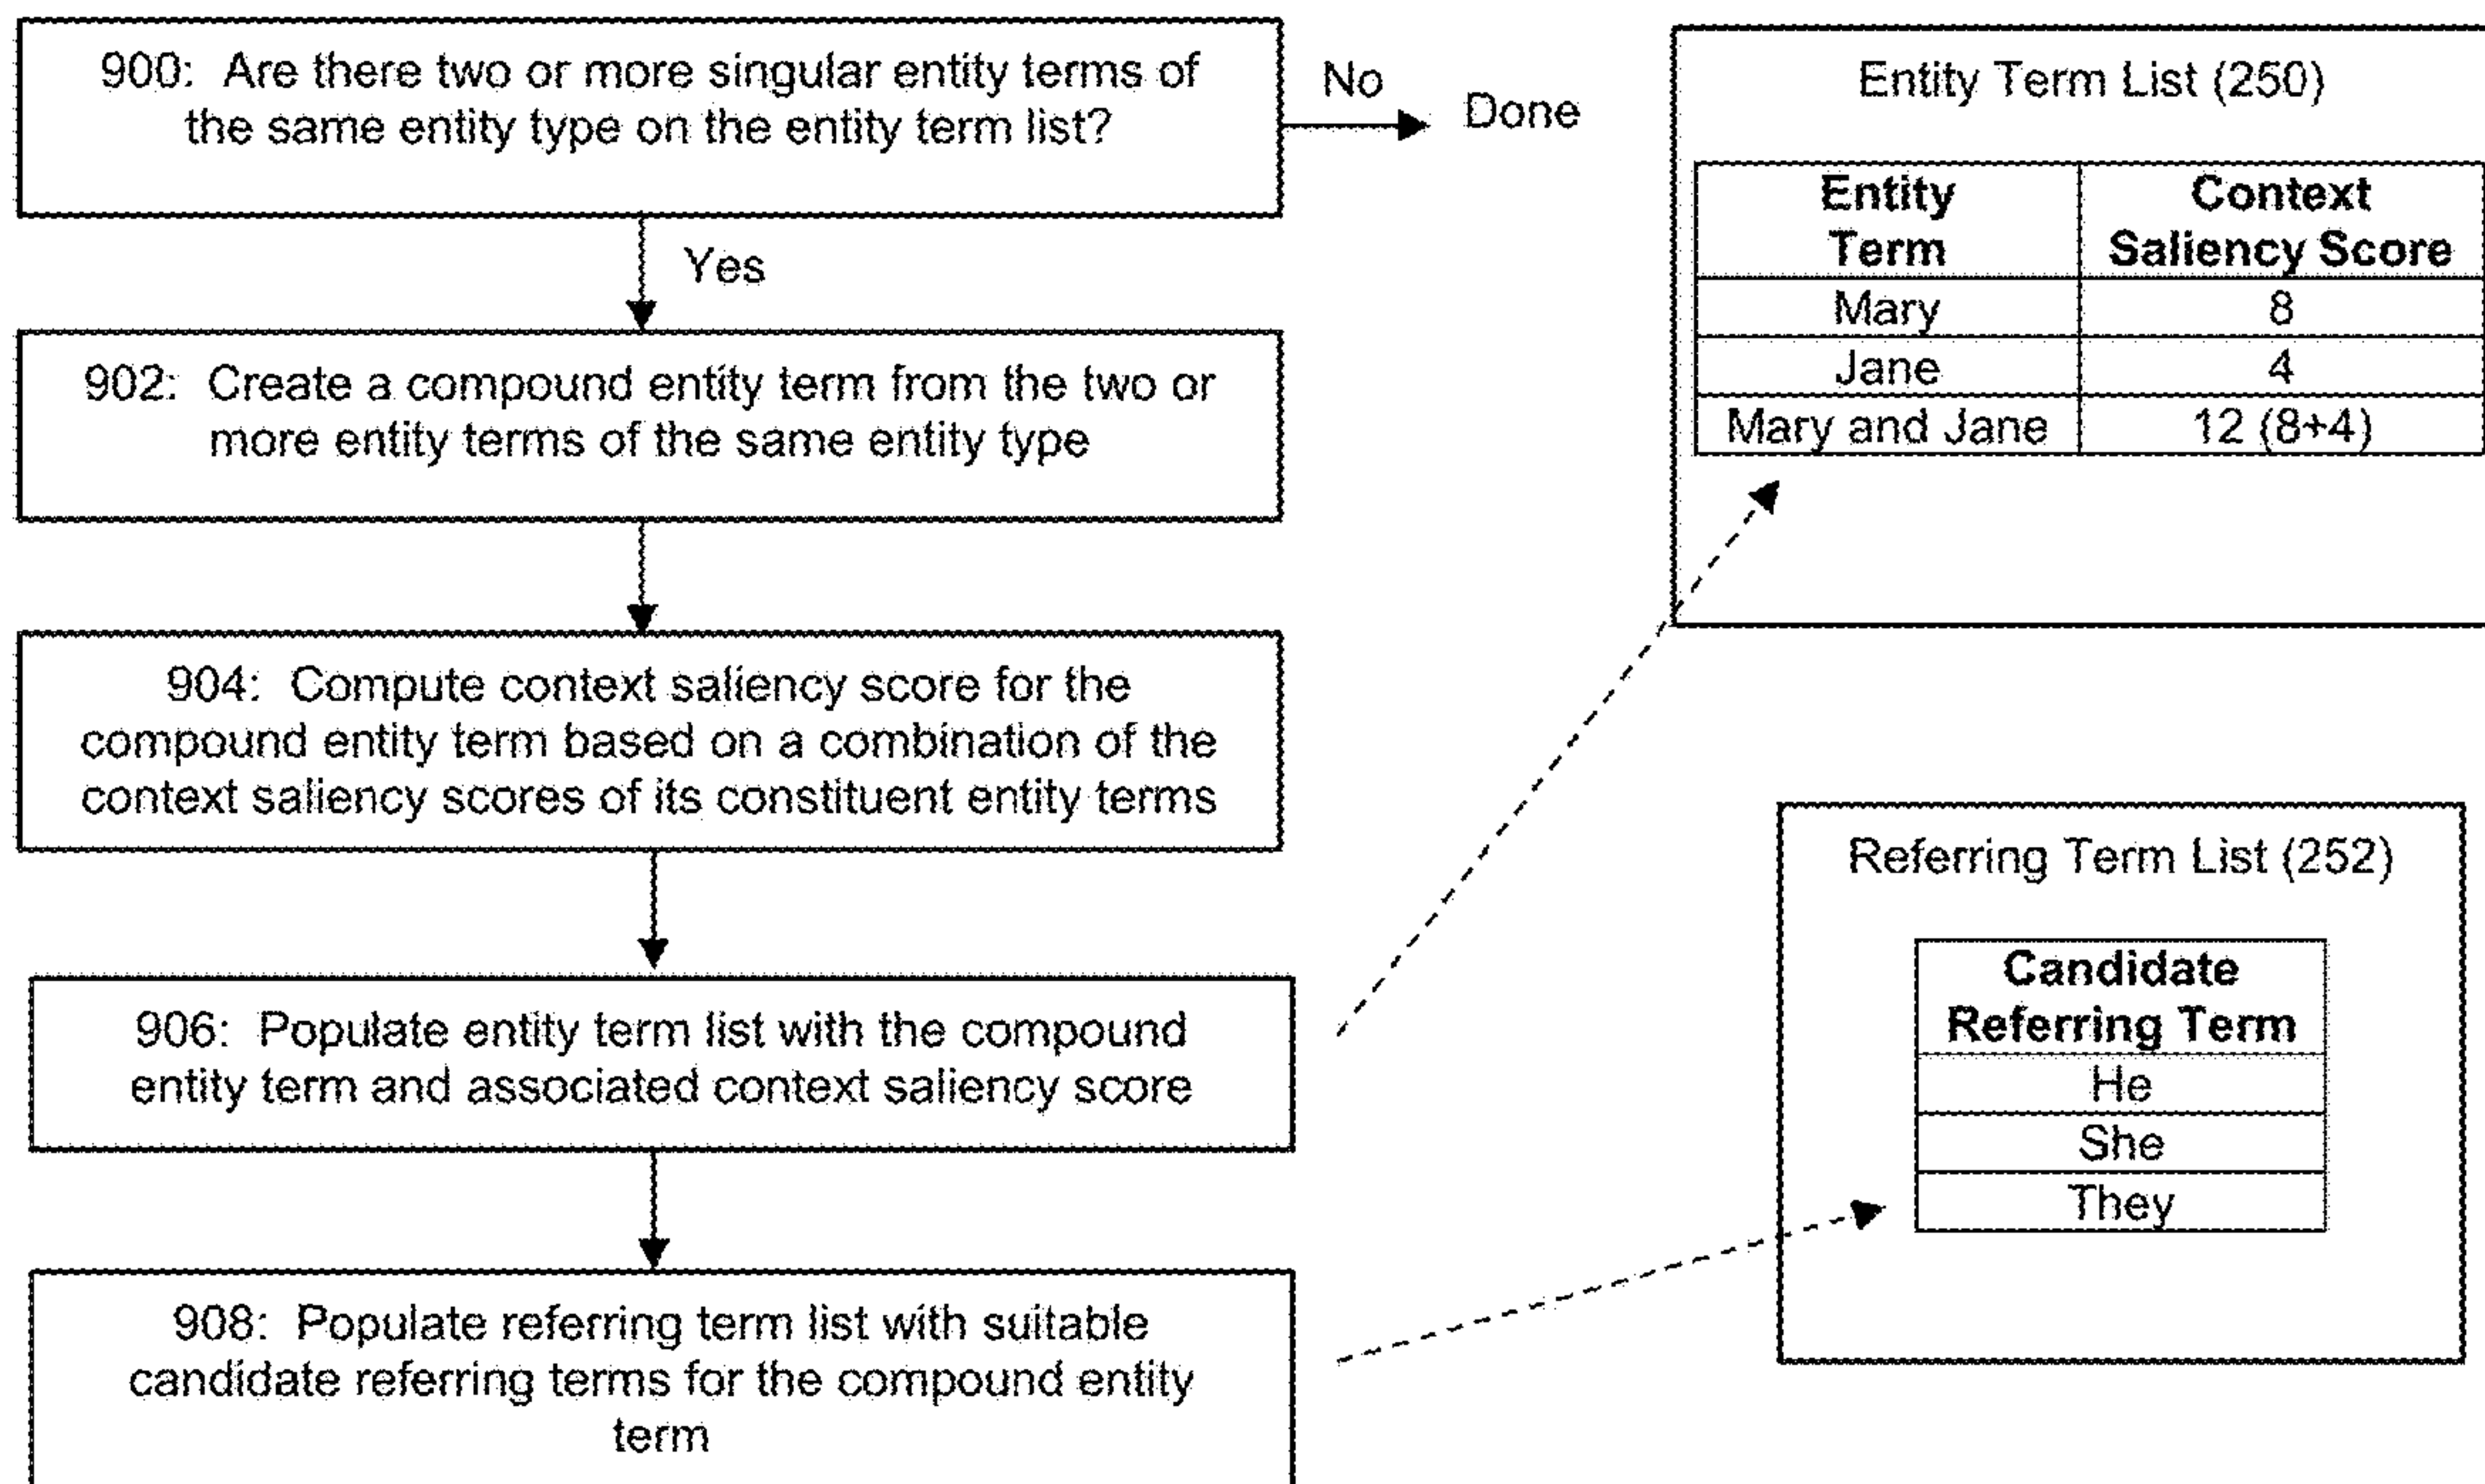 900: Are there two or more singular entity terms of
the same entity type on the entity term list?
No
Done
Yes
902: Create a compound entity term from the two or
more entity terms of the same entity type
904: Compute context saliency score for the
compound entity term based on a combination of the
context saliency scores of its constituent entity terms
906: Populate entity term list with the compound
entity term and associated context saliency score
908: Populate referring term list with suitable
candidate referring terms for the compound entity
term
Entity Term List (250)
Entity Term Context Saliency Score
Mary 8
Jane 4
Mary and Jane 12 (8+4)
Referring Term List (252)
Candidate
Referring Term
He
She
They